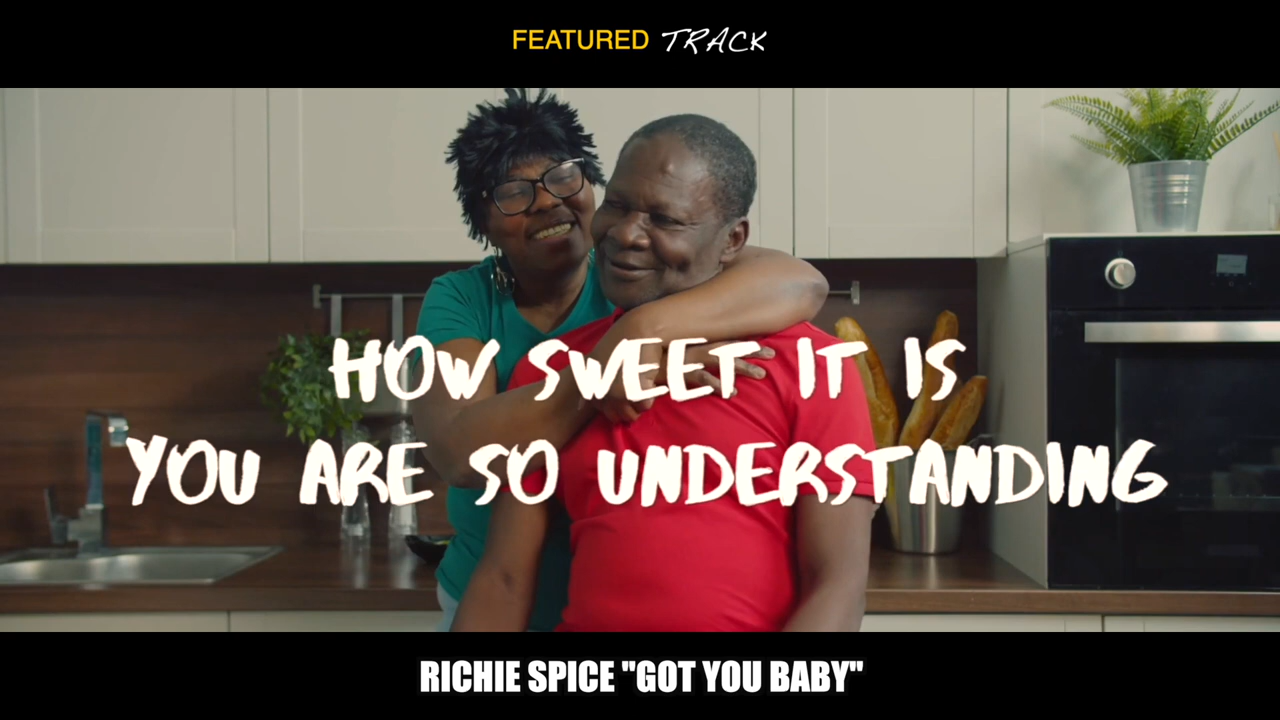 FEATURED TRACK
HOW SWEET IT IS
YOU ARE SO UNDERSTANDING
RICHIE SPICE "GOT YOU BABY"